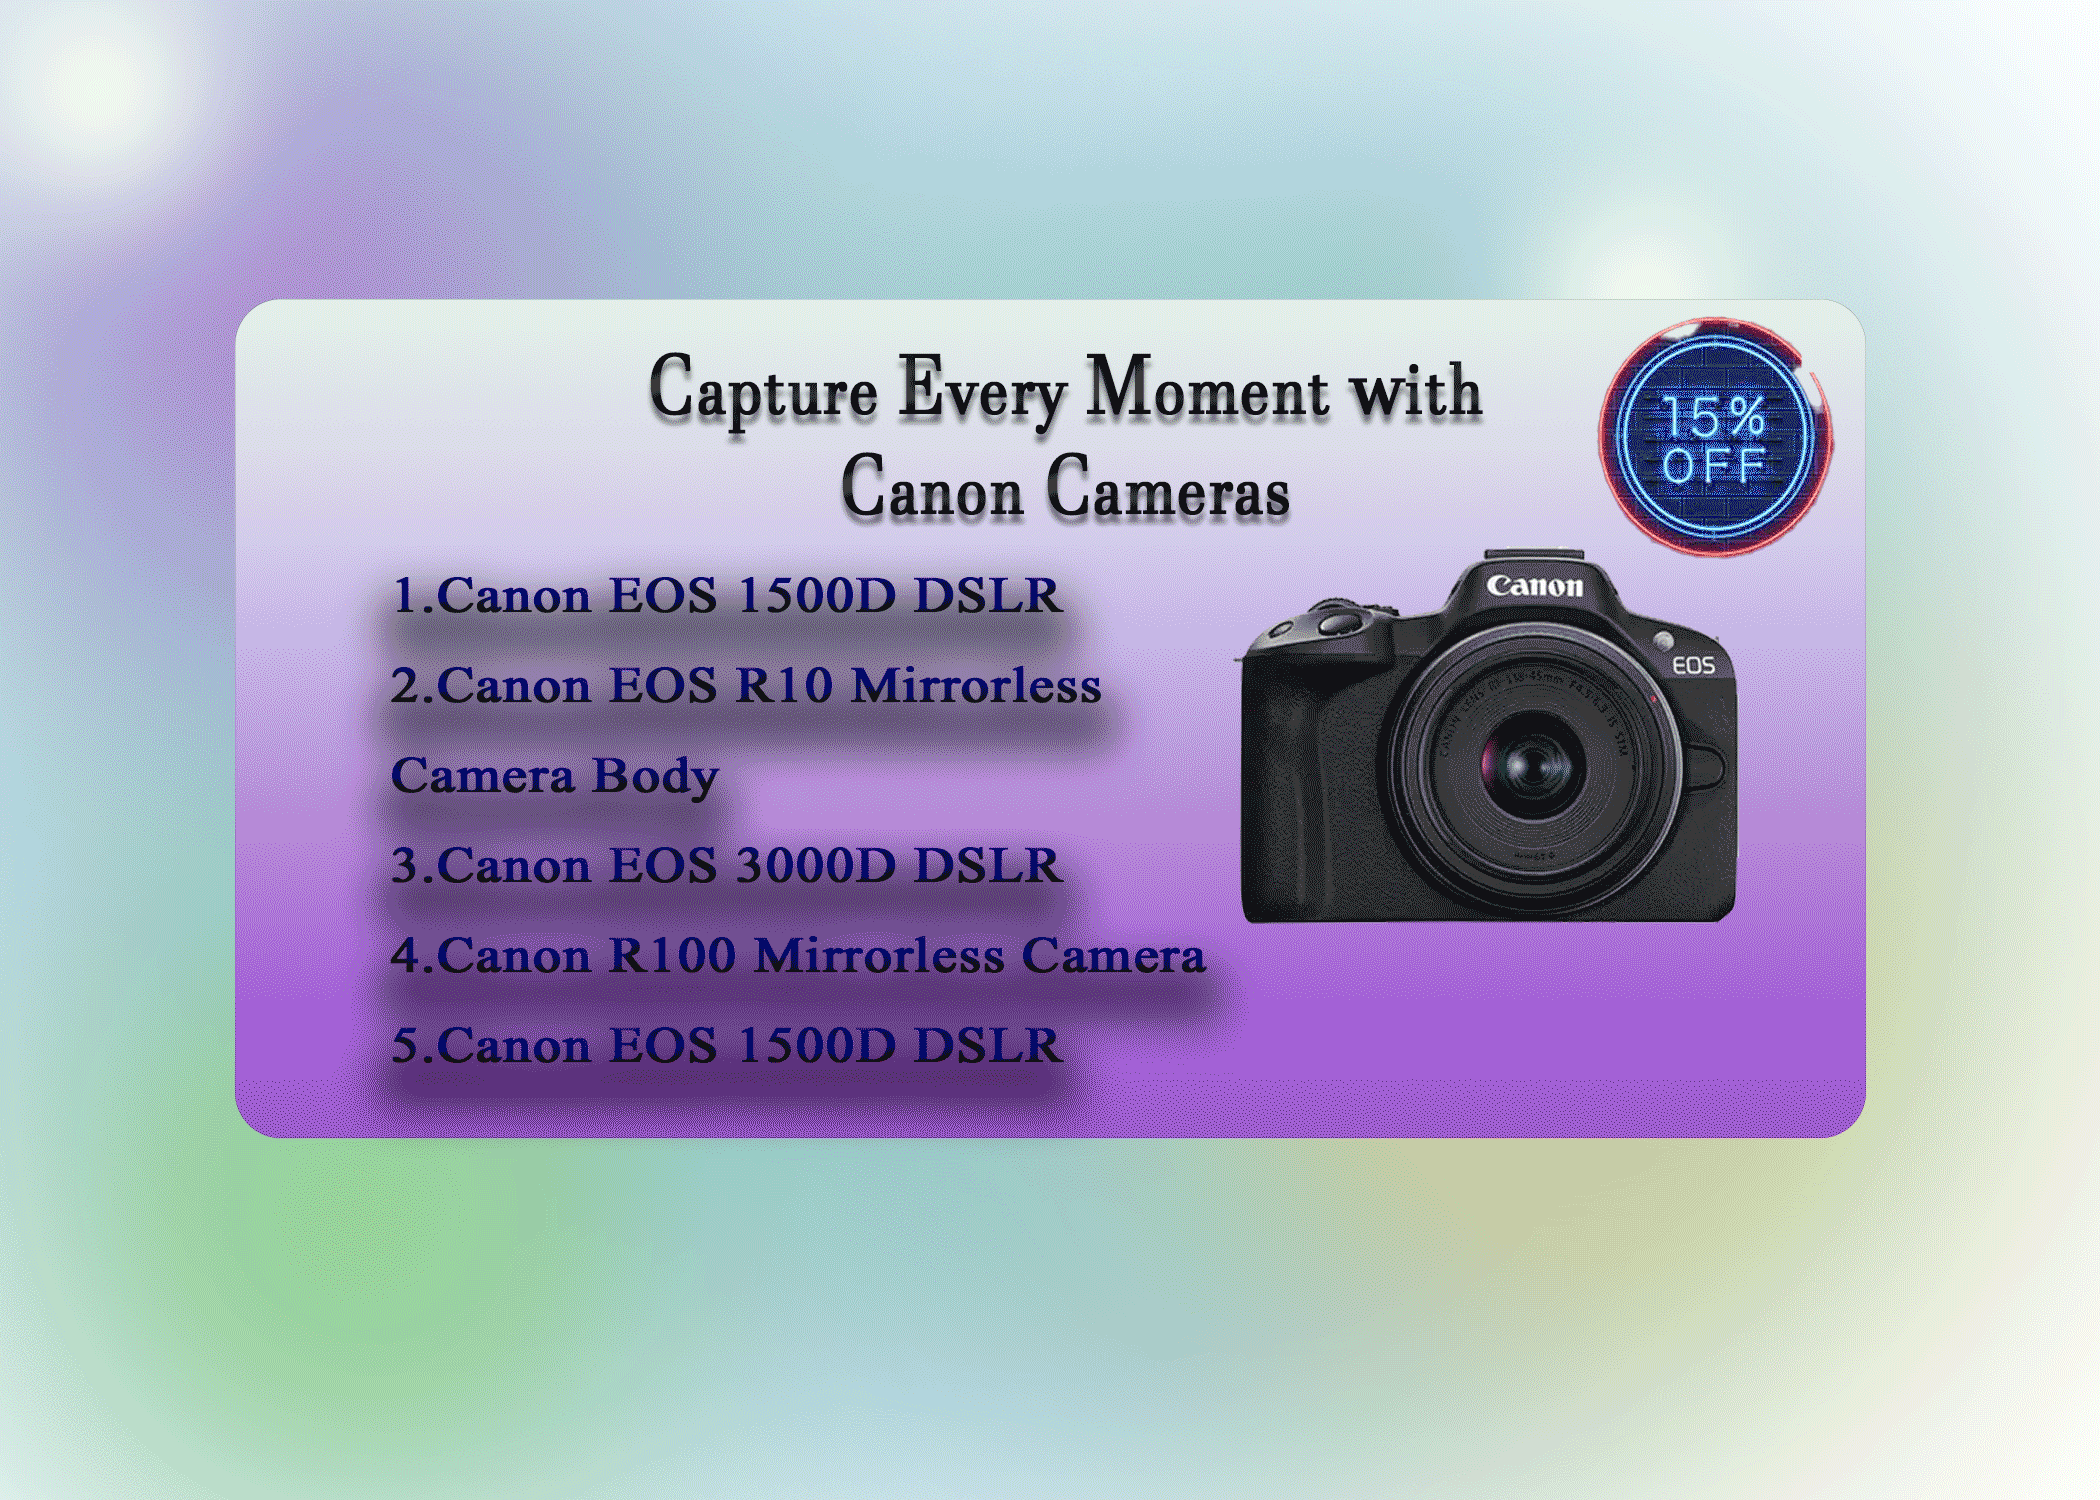 Capture Every Moment with
Canon Cameras
15%
OFF
1.Canon EOS 1500D DSLR
2.Canon EOS R10 Mirrorless
Camera Body
3.Canon EOS 3000D DSLR
4.Canon R100 Mirrorless Camera
5.Canon EOS 1500D DSLR
Canon
EOS